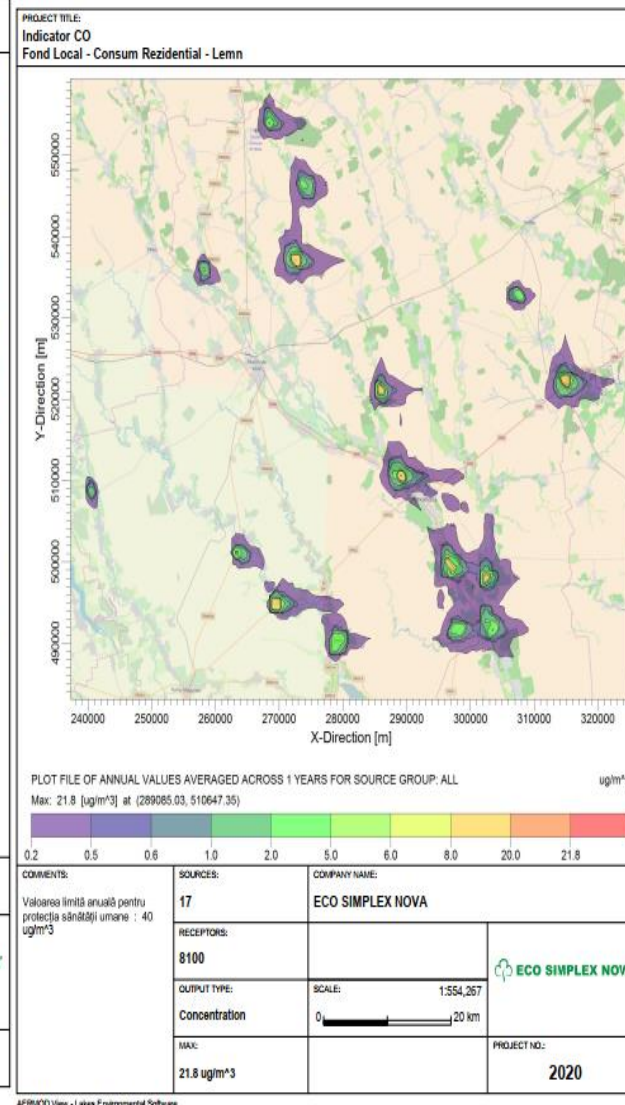 PROJECT TITLE:
Indicator CO
Fond Local - Consum Rezidential - Lemn
Y-Direction [m]
550000
540000
530000
520000
510000
500000
490000
240000 250000 260000 270000 280000 290000 300000 310000 320000
X-Direction [m]
PLOT FILE OF ANNUAL VALUES AVERAGED ACROSS 1 YEARS FOR SOURCE GROUP: ALL
ug/m^
Max: 21.8 [ug/m^3] at (289085.03, 510647.35)
0.2 0.5 0.6 1.0 2.0 5.0 6.0 8.0 20.0 21.8
COMMENTS:
Valoarea limită anuală pentru
protecția sănătății umane : 40
ug/m^3
SOURCES:
17
COMPANY NAME:
ECO SIMPLEX NOVA
RECEPTORS:
8100
OUTPUT TYPE:
Concentration
SCALE: 1:554,267
0 20 km
ECO SIMPLEX NOV
MAX:
21.8 ug/m^3
PROJECT NO.:
2020
AERMOD View - Lakes Environmental Software